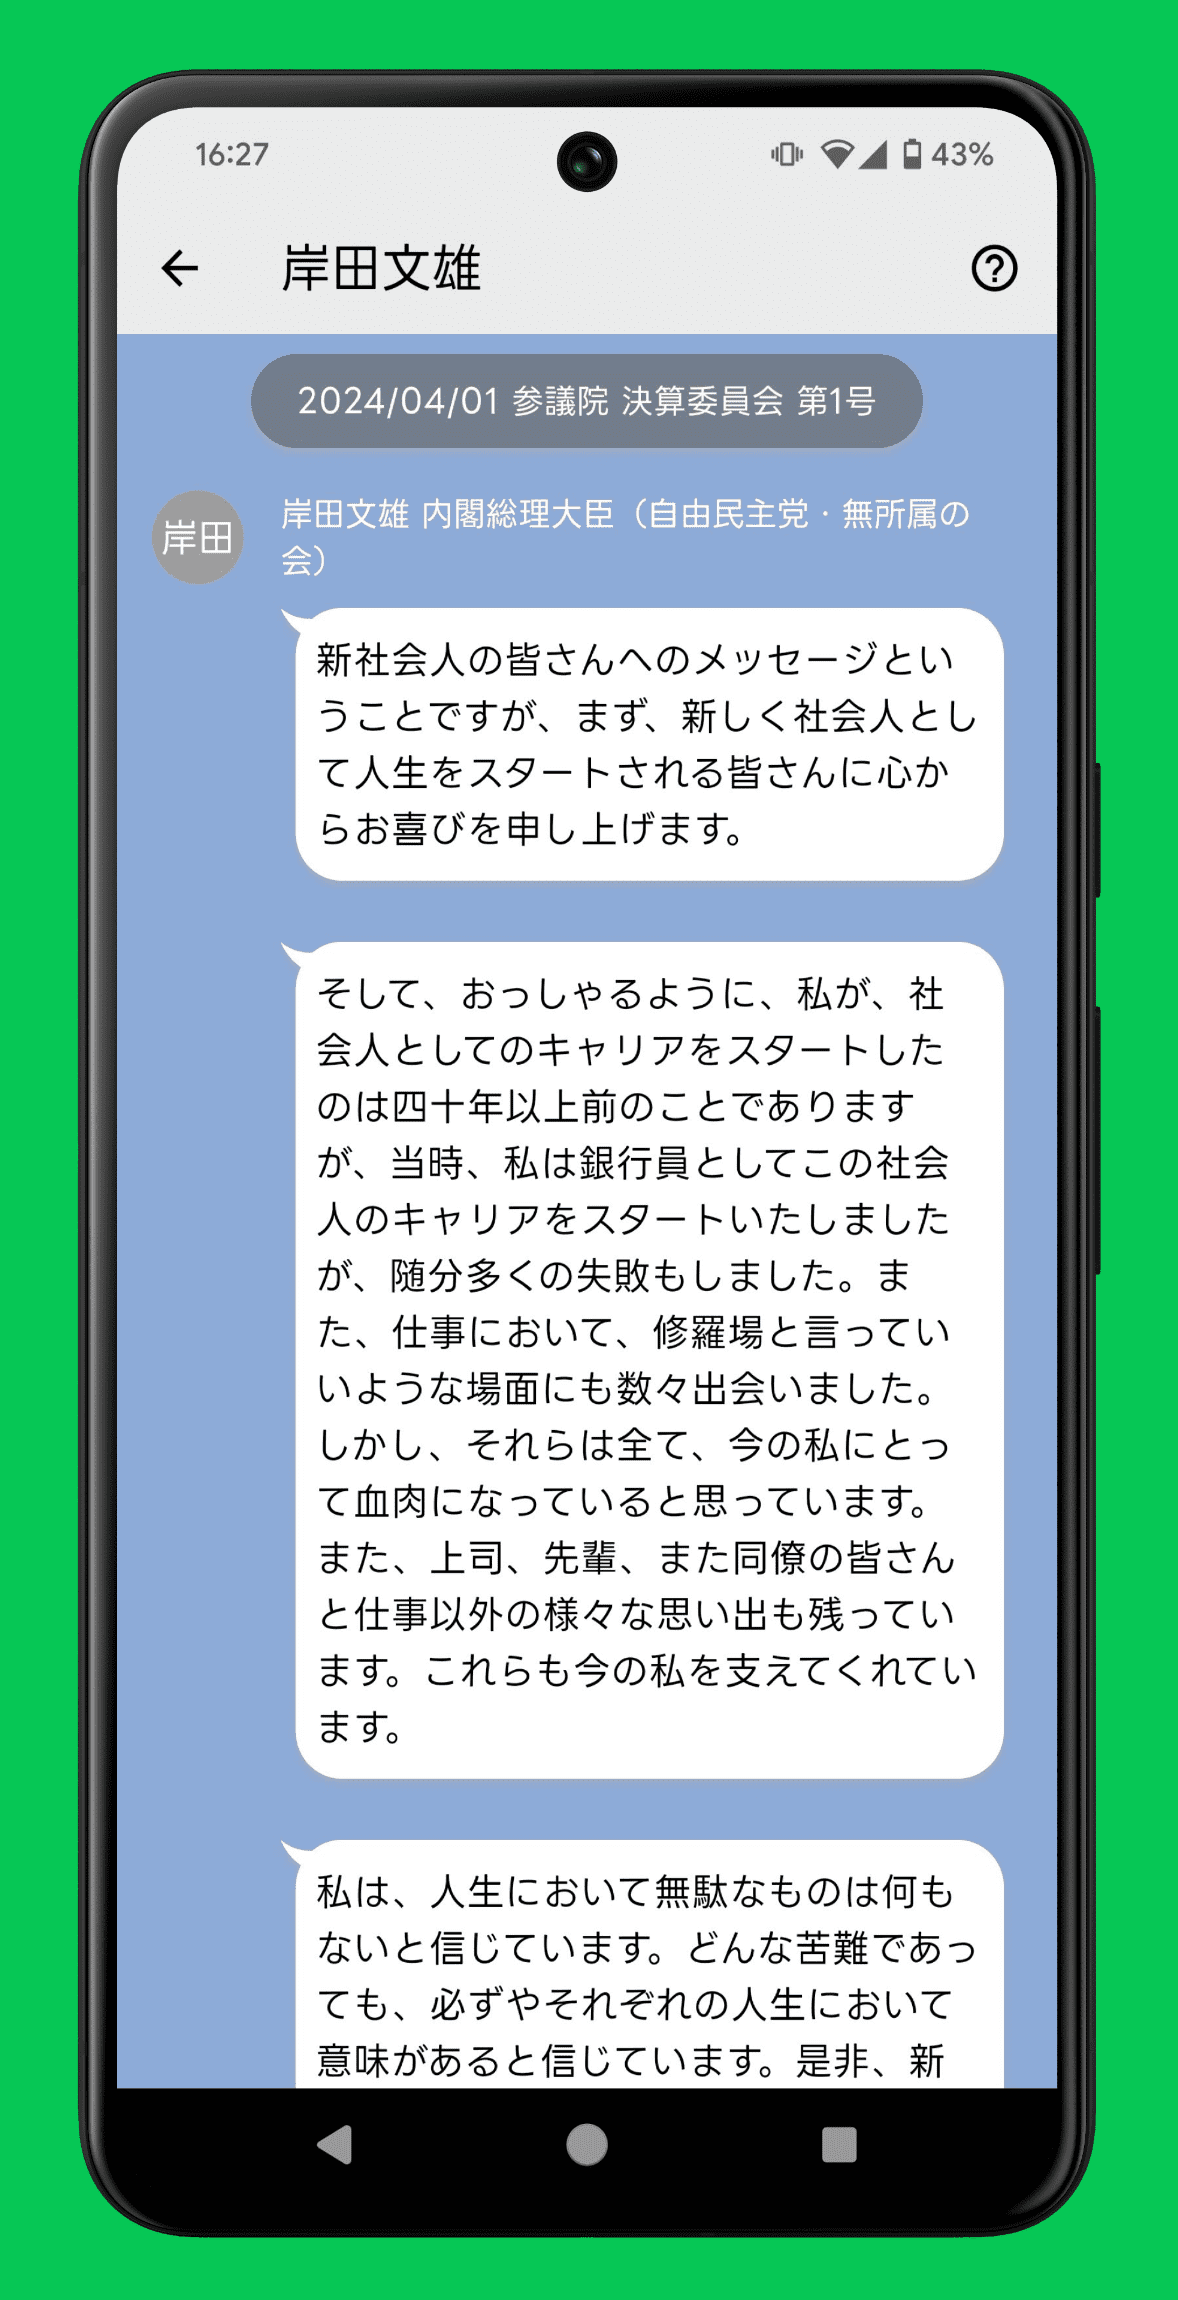 16:27
43%
岸田文雄
2024/04/01 参議院 決算委員会 第1号
岸田
岸田文雄 内閣総理大臣（自由民主党・無所属の
会）
新社会人の皆さんへのメッセージとい
うことですが、まず、新しく社会人とし
て人生をスタートされる皆さんに心か
らお喜びを申し上げます。
そして、おっしゃるように、私が、社
会人としてのキャリアをスタートした
のは四十年以上前のことであります
が、当時、私は銀行員としてこの社会
人のキャリアをスタートいたしました
が、随分多くの失敗もしました。ま
た、仕事において、修羅場と言ってい
いような場面にも数々出会いました。
しかし、それらは全て、今の私にとっ
て血肉になっていると思っています。
また、上司、先輩、また同僚の皆さん
と仕事以外の様々な思い出も残ってい
ます。これらも今の私を支えてくれてい
ます。
私は、人生において無駄なものは何も
ないと信じています。どんな苦難であっ
ても、必ずやそれぞれの人生において
意味があると信じています。是非、新